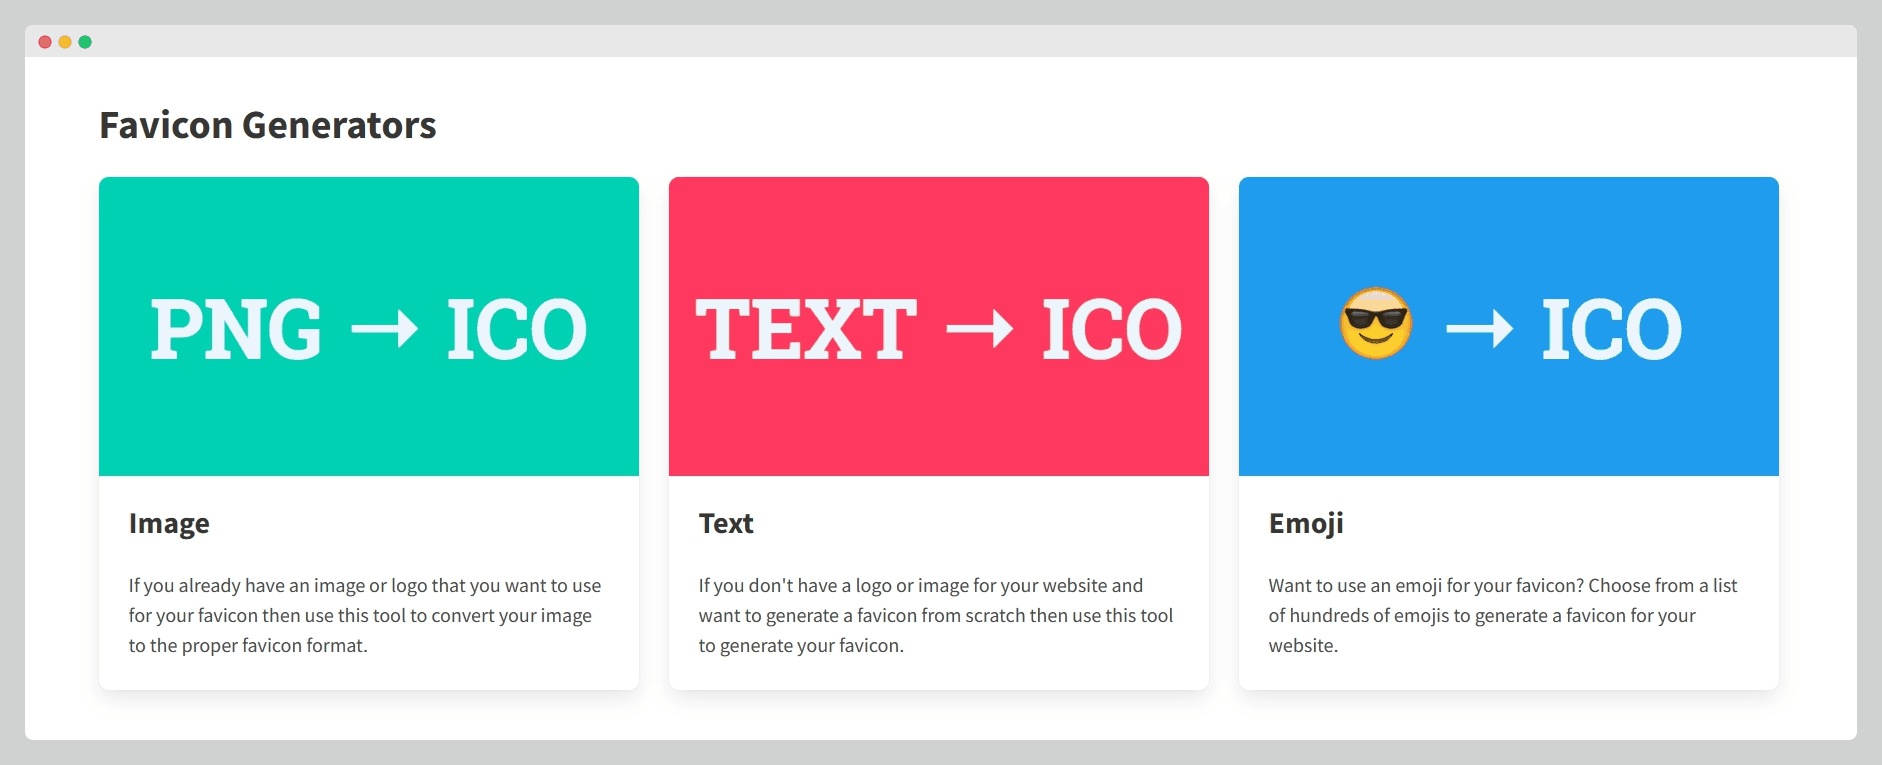 Favicon Generators
PNG → ICO
TEXT → ICO
😎 → ICO
Image
If you already have an image or logo that you want to use
for your favicon then use this tool to convert your image
to the proper favicon format.
Text
If you don't have a logo or image for your website and
want to generate a favicon from scratch then use this tool
to generate your favicon.
Emoji
Want to use an emoji for your favicon? Choose from a list
of hundreds of emojis to generate a favicon for your
website.